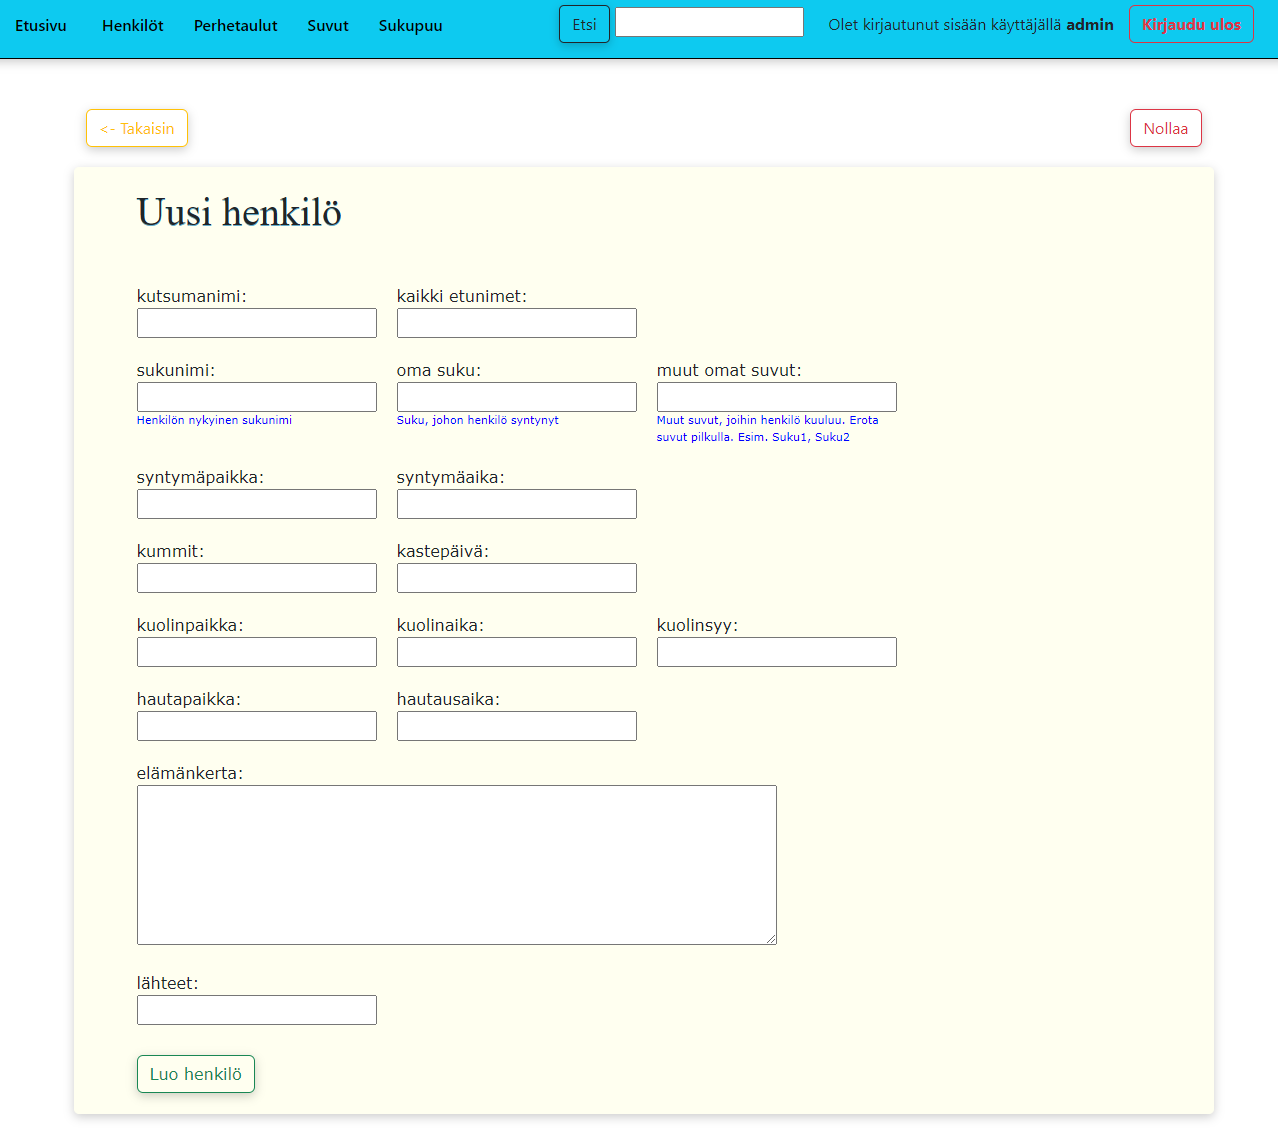 Etusivu Henkilöt Perhetaulut Suvut Sukupuu Etsi Olet kirjautunut sisään käyttäjällä admin Kirjaudu ulos
<- Takaisin Nollaa
Uusi henkilö
kutsumanimi: kaikki etunimet:
sukunimi: oma suku: muut omat suvut:
Henkilön nykyinen sukunimi Suku, johon henkilö syntynyt Muut suvut, joihin henkilö kuuluu. Erota
suvut pilkulla. Esim. Suku1, Suku2
syntymäpaikka: syntymäaika:
kummit: kastepäivä:
kuolinpaikka: kuolinaika: kuolinsyy:
hautapaikka: hautausaika:
elämänkerta:
lähteet:
Luo henkilö